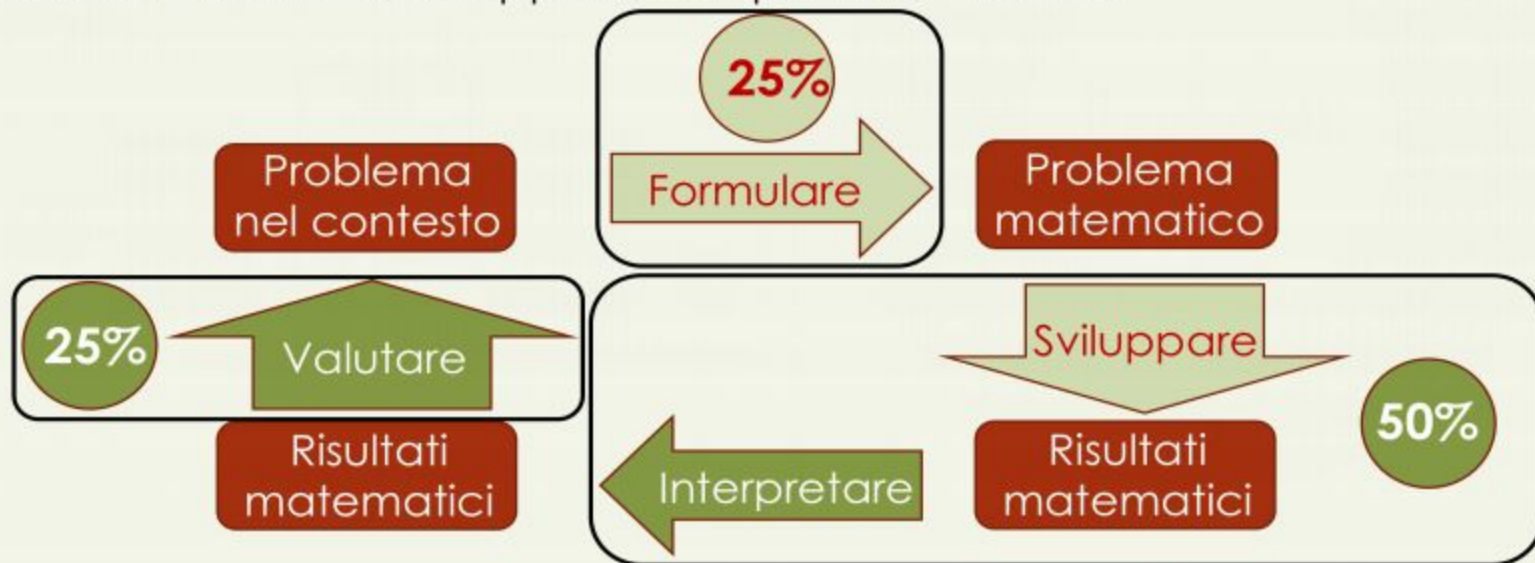 25%
Formulare
Problema
nel contesto
Problema
matematico
25%
Valutare
Sviluppare
50%
Risultati
matematici
Interpretare
Risultati
matematici